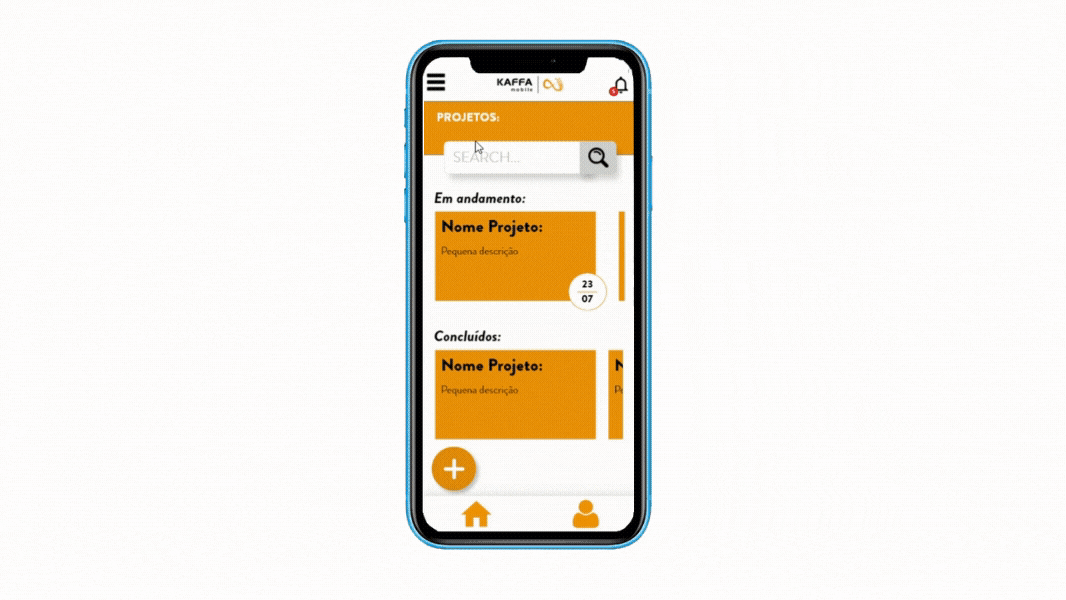 KAFFA
mobile
PROJETOS:
SEARCH...
Em andamento:
Nome Projeto:
Pequena descrição
23
07
Concluídos:
Nome Projeto:
Pequena descrição
N
Pe